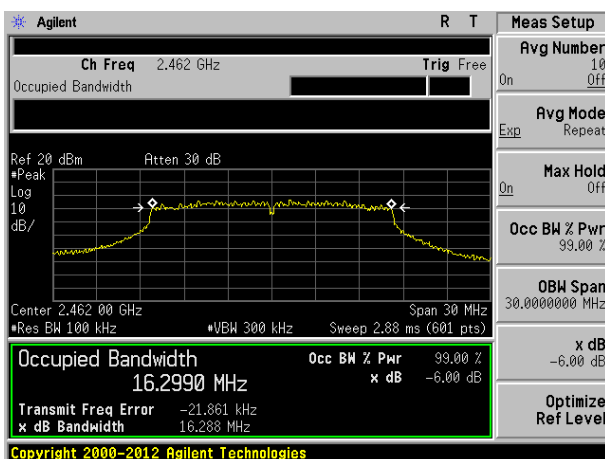 Agilent R T
Ch Freq 2.462 GHz Trig Free
Occupied Bandwidth
Ref 20 dBm Atten 30 dB
#Peak
Log
10
dB/
Center 2.462 00 GHz Span 30 MHz
#Res BW 100 kHz #VBW 300 kHz Sweep 2.88 ms (601 pts)
Occupied Bandwidth Occ BW % Pwr 99.00 %
16.2990 MHz x dB -6.00 dB
Transmit Freq Error -21.861 kHz
x dB Bandwidth 16.288 MHz
Copyright 2000-2012 Agilent Technologies
Meas Setup
Avg Number
10
On Off
Avg Mode
Exp Repeat
Max Hold
On Off
Occ BW % Pwr
99.00 %
OBW Span
30.0000000 MHz
x dB
-6.00 dB
Optimize
Ref Level